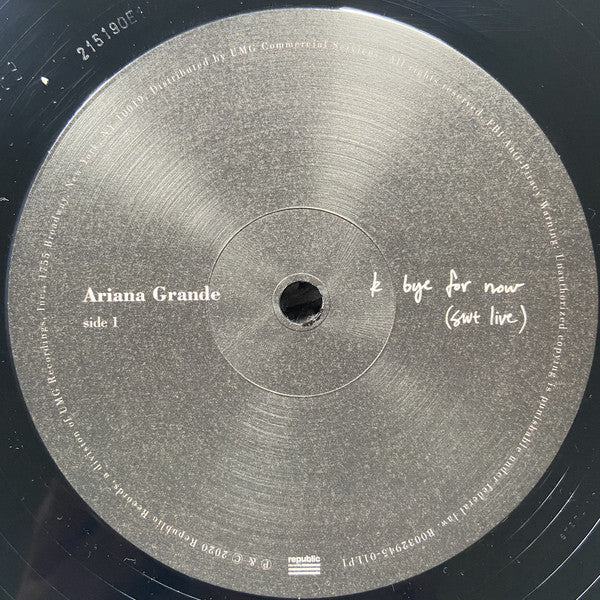 215190E1
Ariana Grande
side 1
k bye for now
(swt live)
republic
℗ & © 2020 Republic Records, a division of UMG Recordings, Inc., 1755 Broadway, New York, NY 10019. Distributed by UMG Commercial Services. All rights reserved. FBI Anti-Piracy Warning: Unauthorized copying is punishable under federal law. B0032945-01LP1